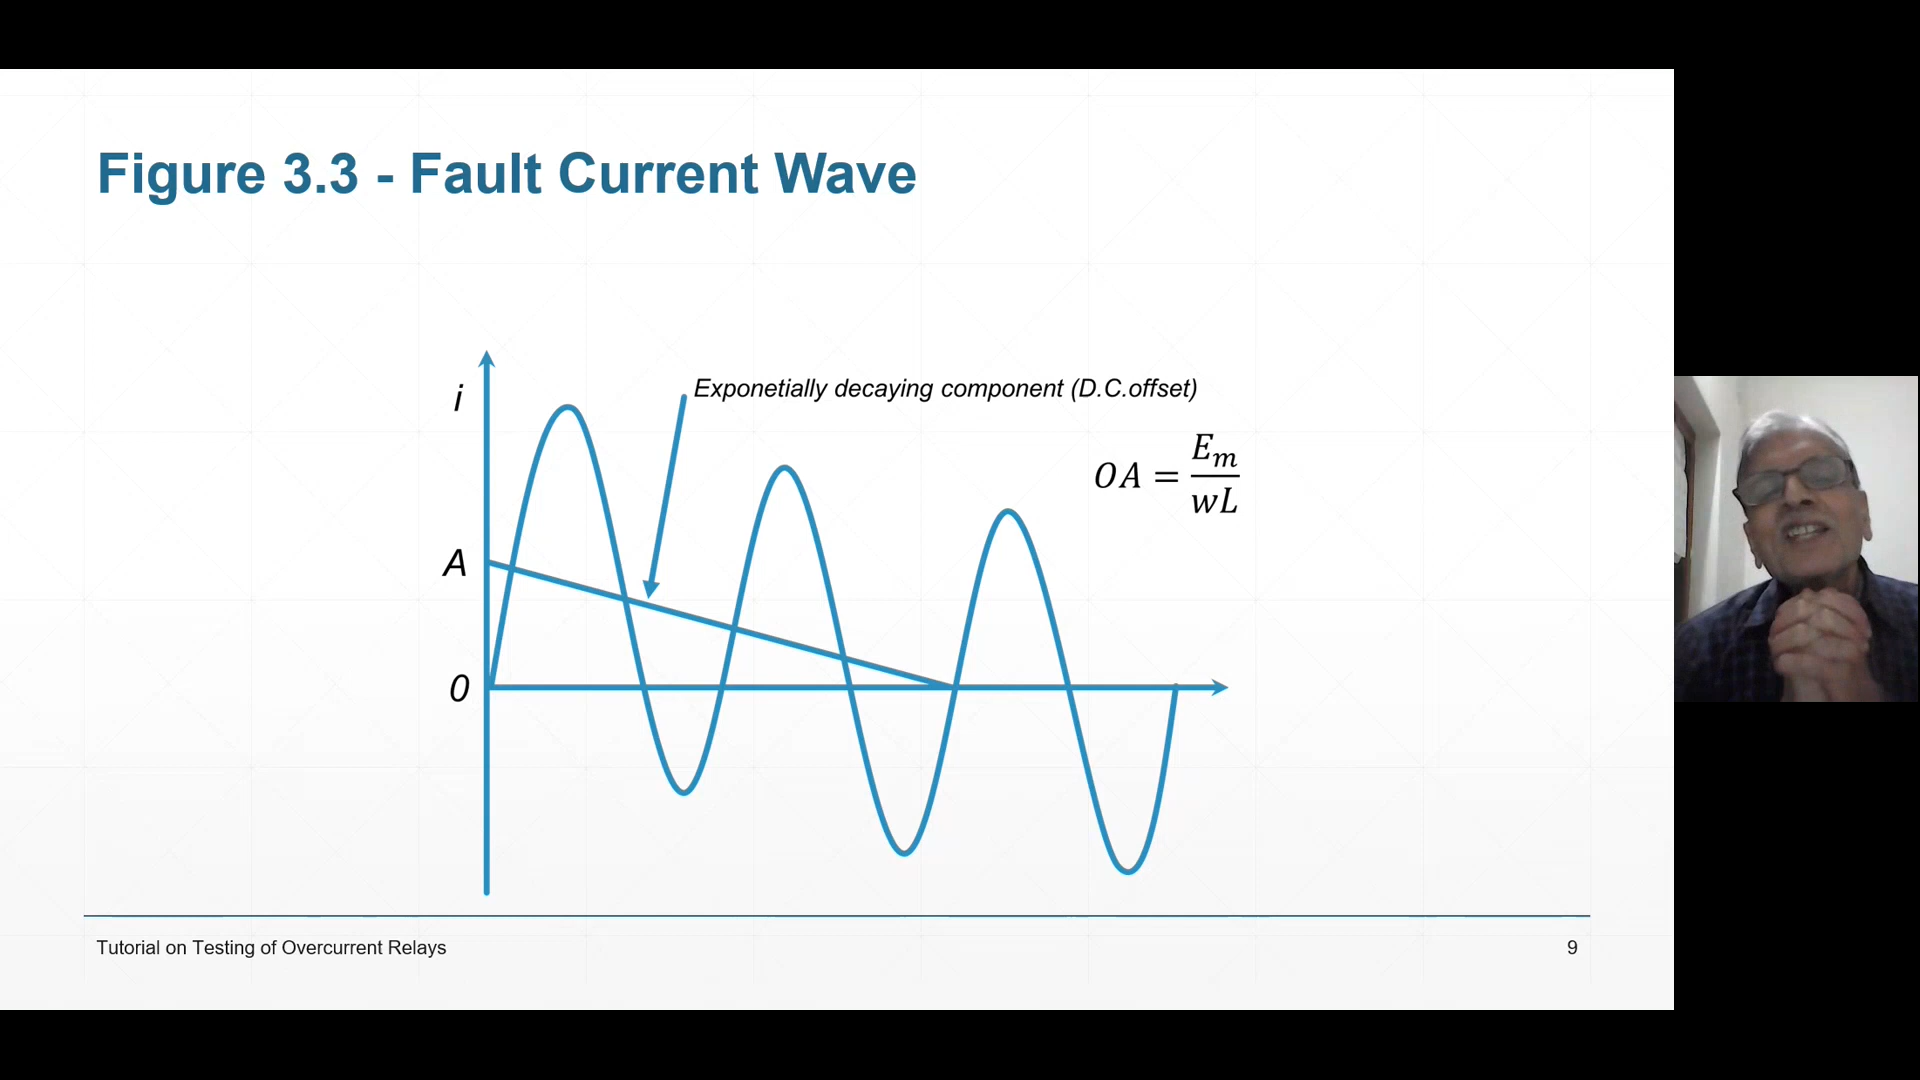 Figure 3.3 - Fault Current Wave
i
Exponetially decaying component (D.C.offset)
OA = E_m / wL
A
0
Tutorial on Testing of Overcurrent Relays
9